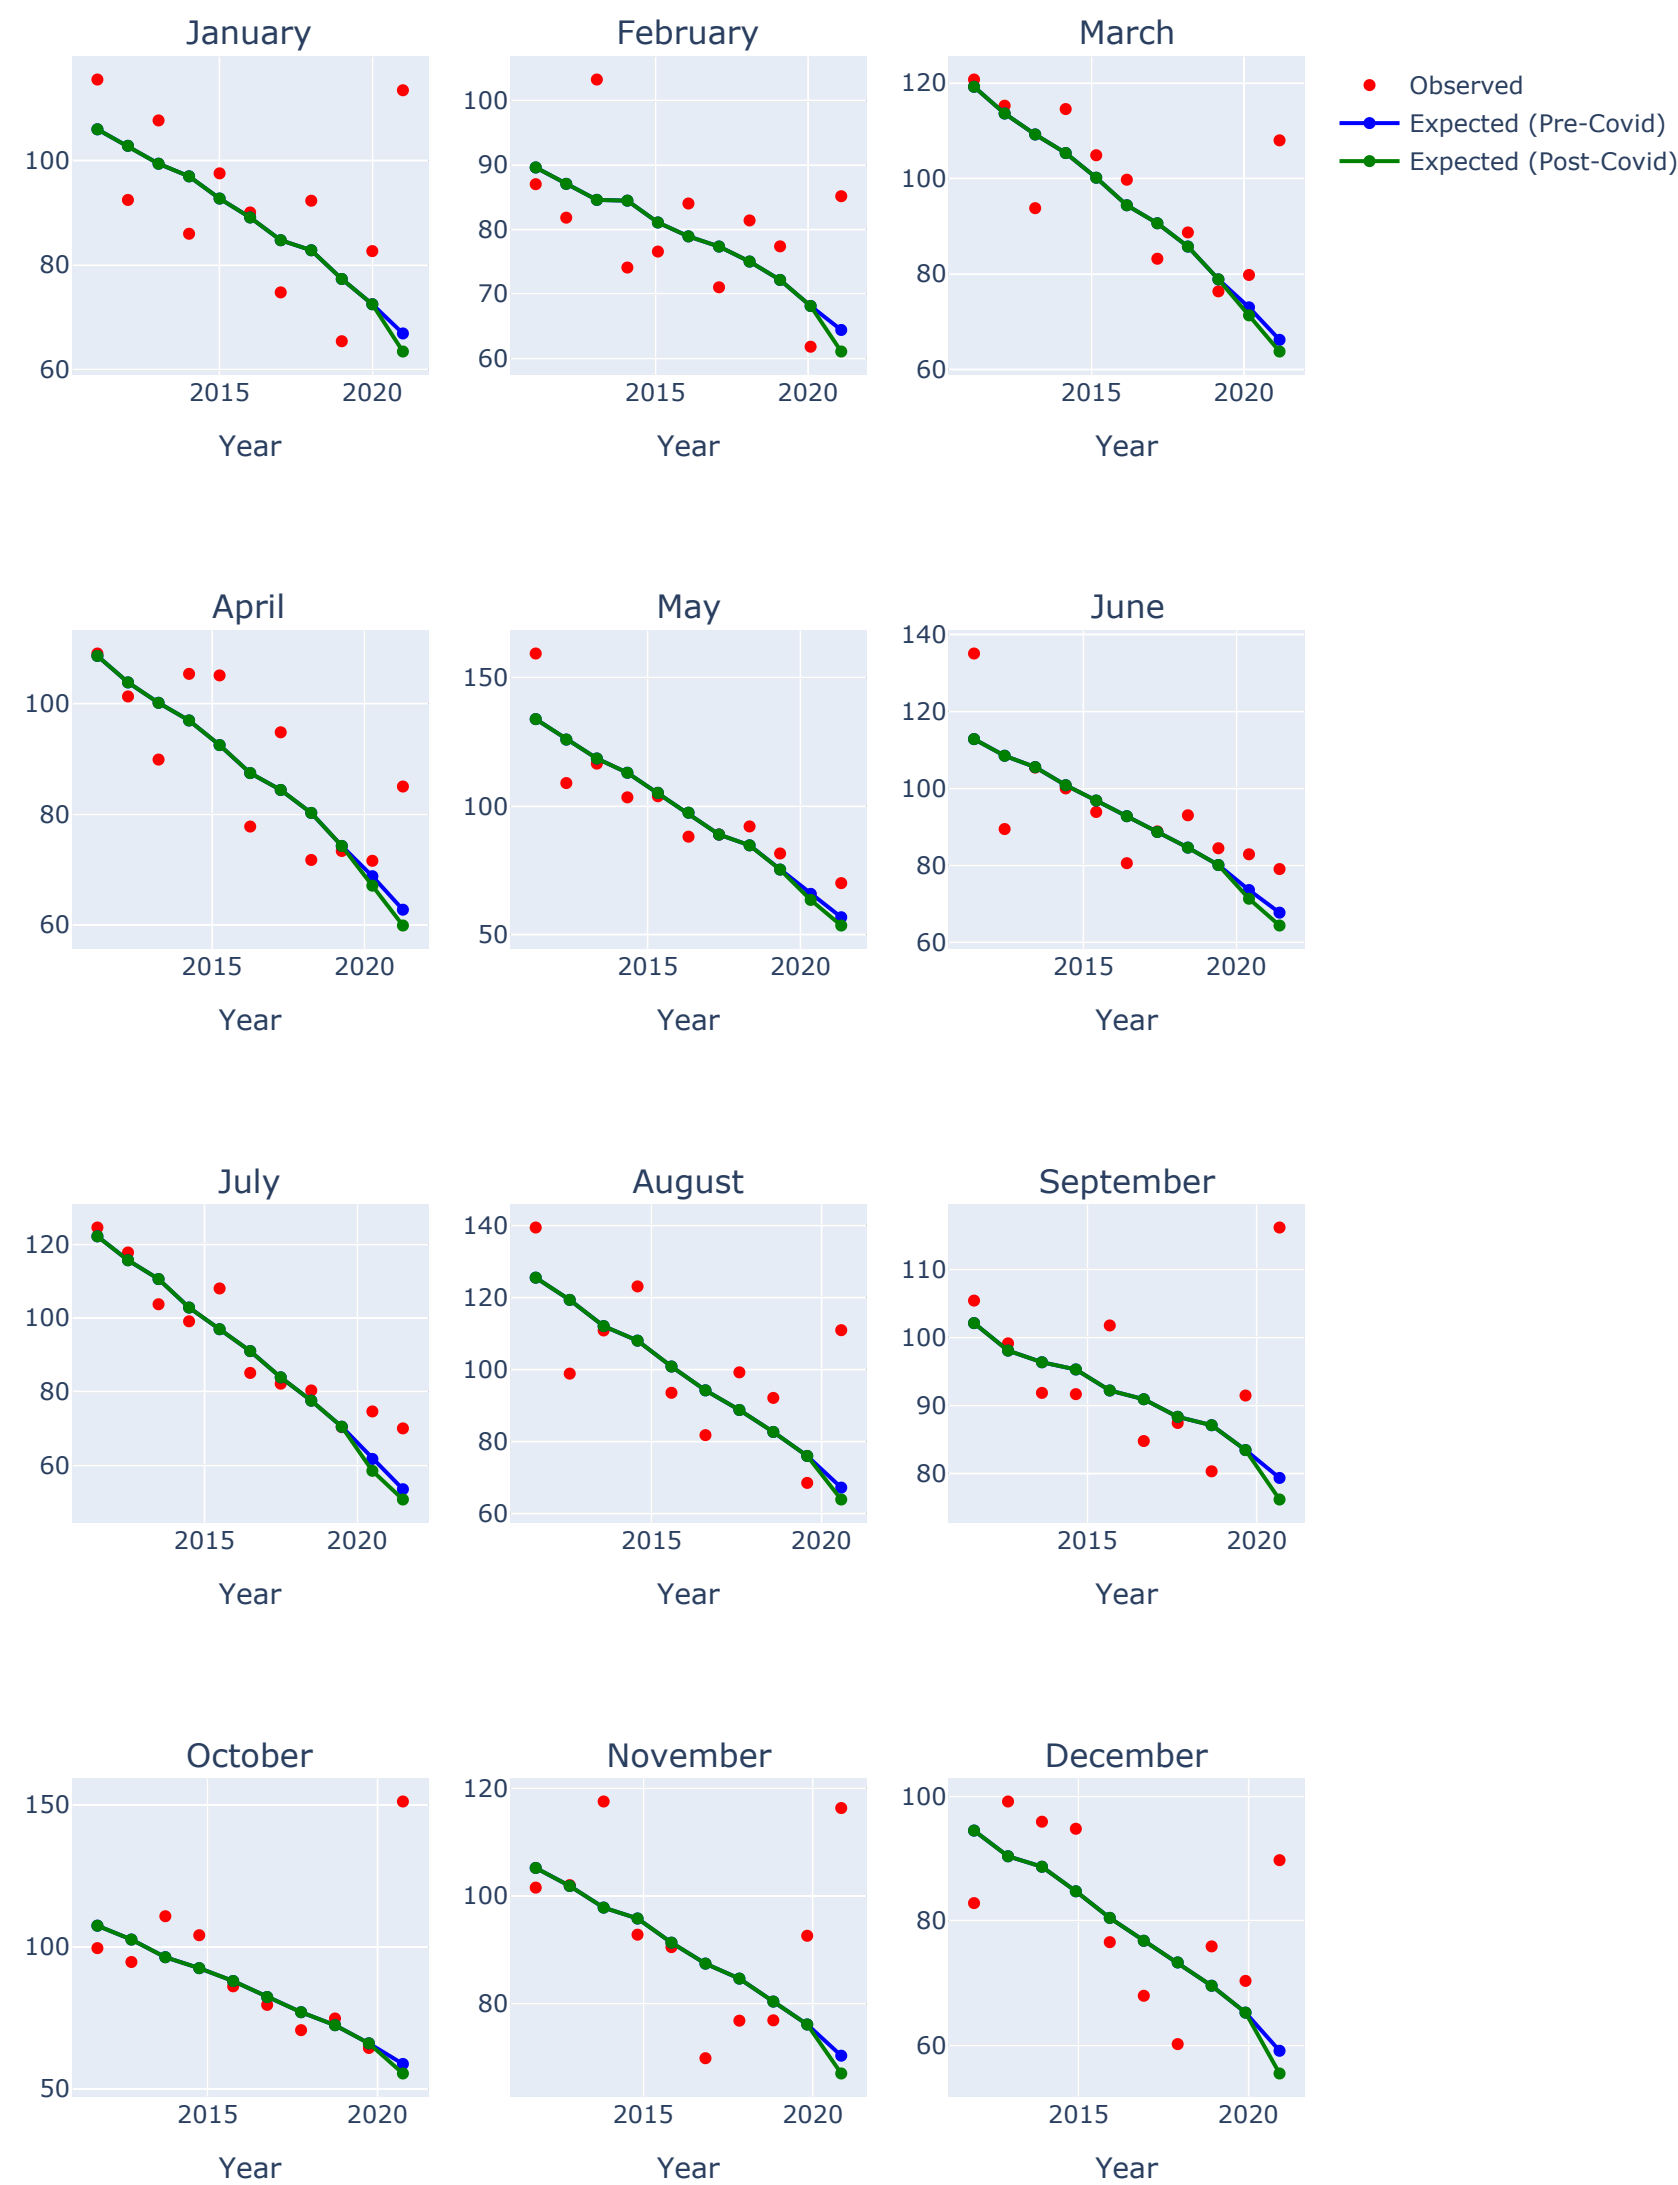 January
February
March
Observed
Expected (Pre-Covid)
Expected (Post-Covid)
100
80
60
2015
2020
Year
100
90
80
70
60
2015
2020
Year
120
100
80
60
2015
2020
Year
April
May
June
100
80
60
2015
2020
Year
150
100
50
2015
2020
Year
140
120
100
80
60
2015
2020
Year
July
August
September
120
100
80
60
2015
2020
Year
140
120
100
80
60
2015
2020
Year
110
100
90
80
2015
2020
Year
October
November
December
150
100
50
2015
2020
Year
120
100
80
2015
2020
Year
100
80
60
2015
2020
Year